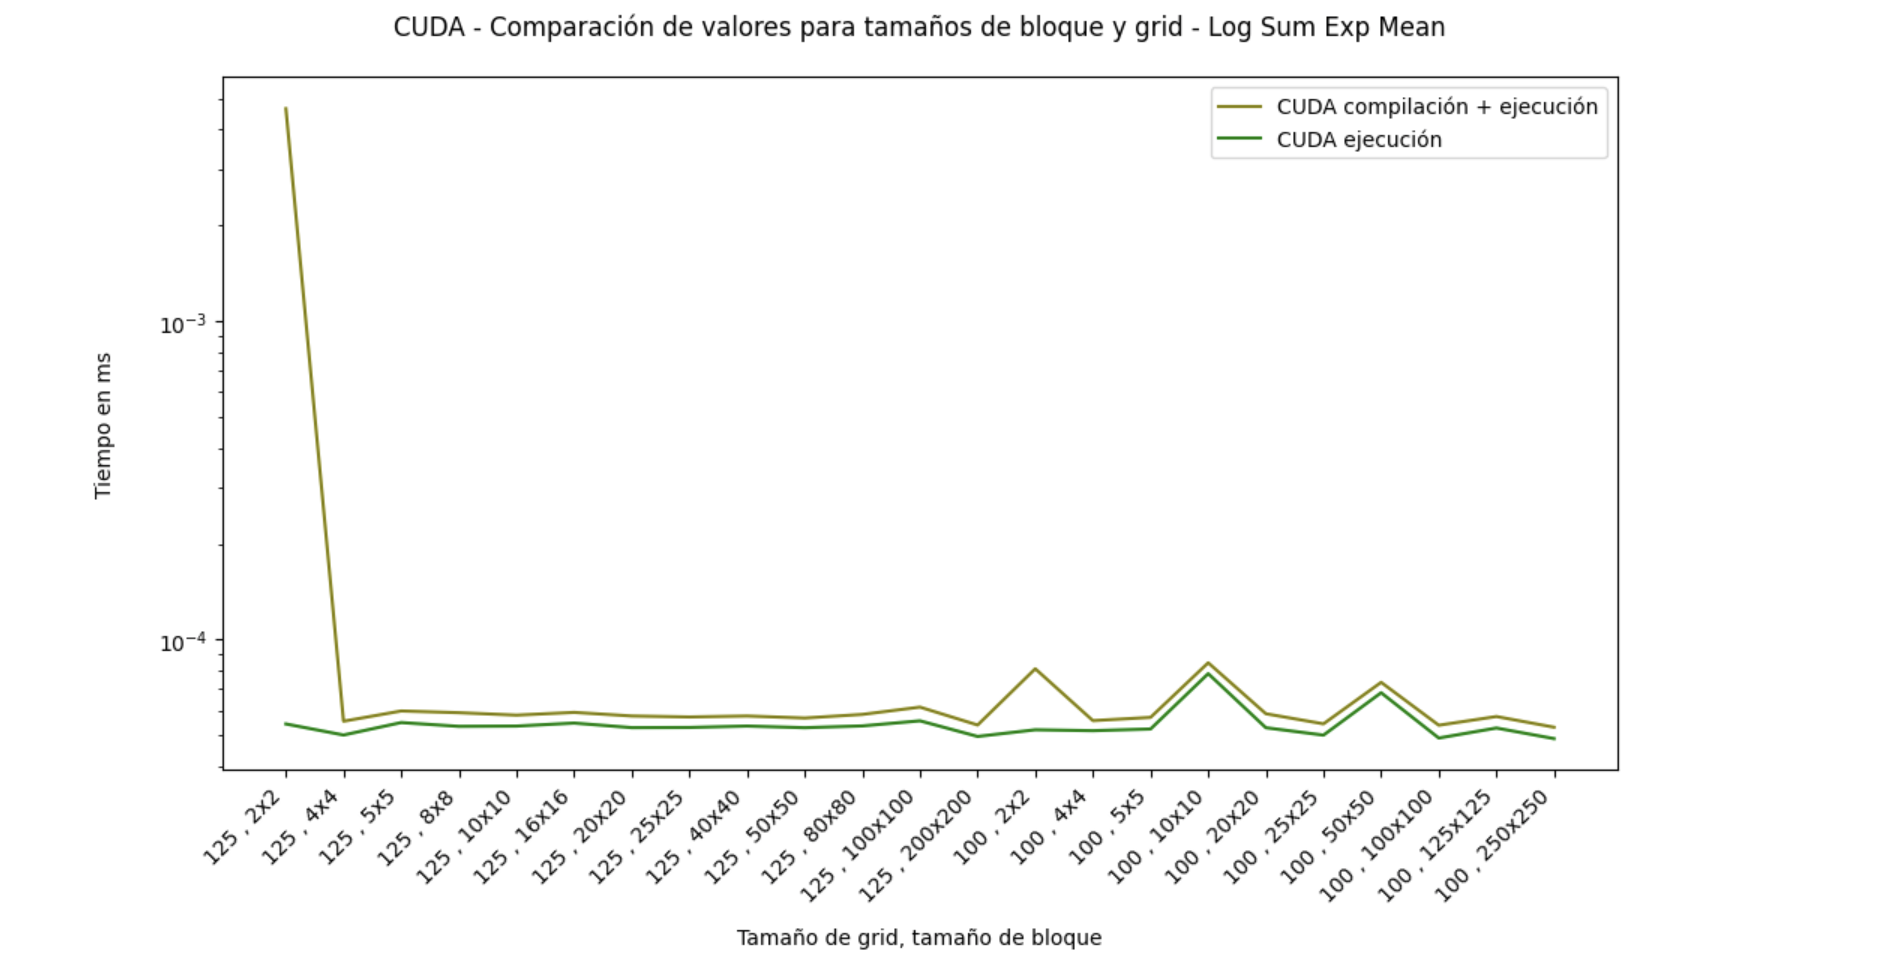 CUDA - Comparación de valores para tamaños de bloque y grid - Log Sum Exp Mean
CUDA compilación + ejecución
CUDA ejecución
Tiempo en ms
10⁻³
10⁻⁴
125 , 2x2
125 , 4x4
125 , 5x5
125 , 8x8
125 , 10x10
125 , 16x16
125 , 20x20
125 , 25x25
125 , 40x40
125 , 50x50
125 , 80x80
125 , 100x100
125 , 200x200
100 , 2x2
100 , 4x4
100 , 5x5
100 , 10x10
100 , 20x20
100 , 25x25
100 , 50x50
100 , 100x100
100 , 125x125
100 , 250x250
Tamaño de grid, tamaño de bloque